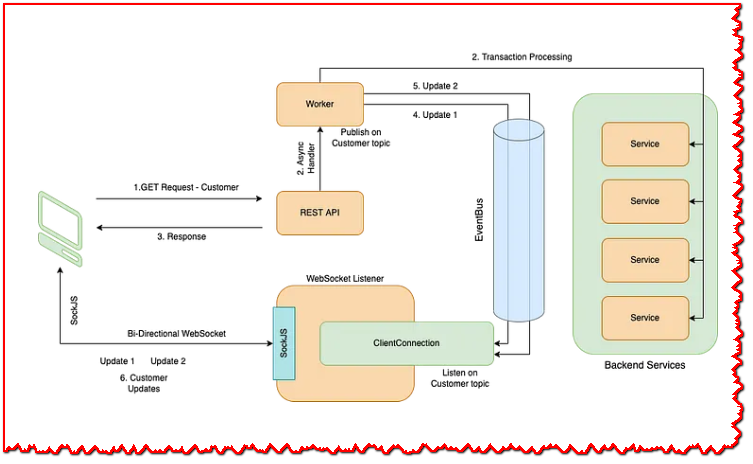 2. Transaction Processing
5. Update 2
Worker
4. Update 1
Publish on
Customer topic
2. Async
Handler
Service
1.GET Request - Customer
REST API
3. Response
Service
EventBus
Service
WebSocket Listener
SockJS
Service
Bi-Directional WebSocket
SockJS
ClientConnection
Update 1
Update 2
Listen on
Customer topic
Backend Services
6. Customer
Updates